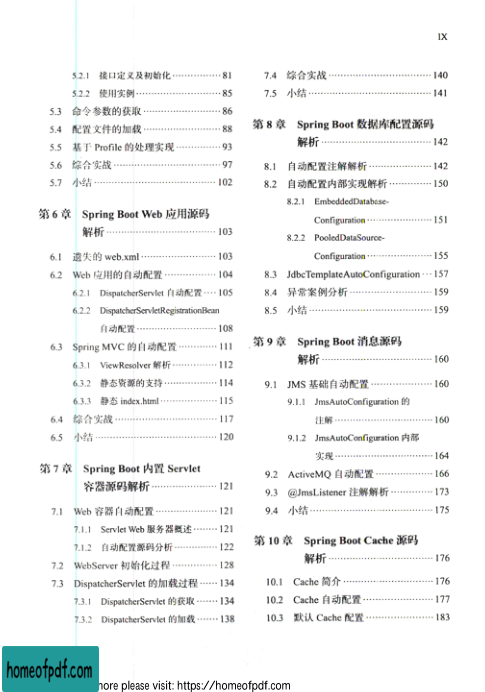 IX
5.2.1 接口定义及初始化 ················ 81
5.2.2 使用实例 ···························· 85
5.3 命令参数的获取 ························ 86
5.4 配置文件的加载 ························ 88
5.5 基于 Profile 的处理实现 ·············· 93
5.6 综合实战 ································ 97
5.7 小结 ···································· 102
第 6 章 Spring Boot Web 应用源码
解析 ······································ 103
6.1 遗失的 web.xml ························ 103
6.2 Web 应用的自动配置 ·················· 104
6.2.1 DispatcherServlet 自动配置 ···· 105
6.2.2 DispatcherServletRegistrationBean
自动配置 ························ 108
6.3 Spring MVC 的自动配置 ············· 111
6.3.1 ViewResolver 解析 ··············· 112
6.3.2 静态资源的支持 ················· 114
6.3.3 静态 index.html ··················· 115
6.4 综合实战 ································ 117
6.5 小结 ···································· 120
第 7 章 Spring Boot 内置 Servlet
容器源码解析 ························ 121
7.1 Web 容器自动配置 ···················· 121
7.1.1 Servlet Web 服务器概述 ········ 121
7.1.2 自动配置源码分析 ·············· 122
7.2 WebServer 初始化过程 ··············· 128
7.3 DispatcherServlet 的加载过程 ······ 134
7.3.1 DispatcherServlet 的获取 ······· 134
7.3.2 DispatcherServlet 的加载 ······· 138
7.4 综合实战 ································ 140
7.5 小结 ···································· 141
第 8 章 Spring Boot 数据库配置源码
解析 ······································ 142
8.1 自动配置注解解析 ····················· 142
8.2 自动配置内部实现解析 ·············· 150
8.2.1 EmbeddedDatabase-
Configuration ····················· 151
8.2.2 PooledDataSource-
Configuration ····················· 155
8.3 JdbcTemplateAutoConfiguration ··· 157
8.4 异常案例分析 ·························· 159
8.5 小结 ···································· 159
第 9 章 Spring Boot 消息源码
解析 ······································ 160
9.1 JMS 基础自动配置 ···················· 160
9.1.1 JmsAutoConfiguration 的
注解 ································ 160
9.1.2 JmsAutoConfiguration 内部
实现 ································ 164
9.2 ActiveMQ 自动配置 ··················· 166
9.3 @JmsListener 注解解析 ·············· 173
9.4 小结 ···································· 175
第 10 章 Spring Boot Cache 源码
解析 ···································· 176
10.1 Cache 简介 ···························· 176
10.2 Cache 自动配置 ······················ 177
10.3 默认 Cache 配置 ····················· 183
homeofpdf.com
more please visit: https://homeofpdf.com